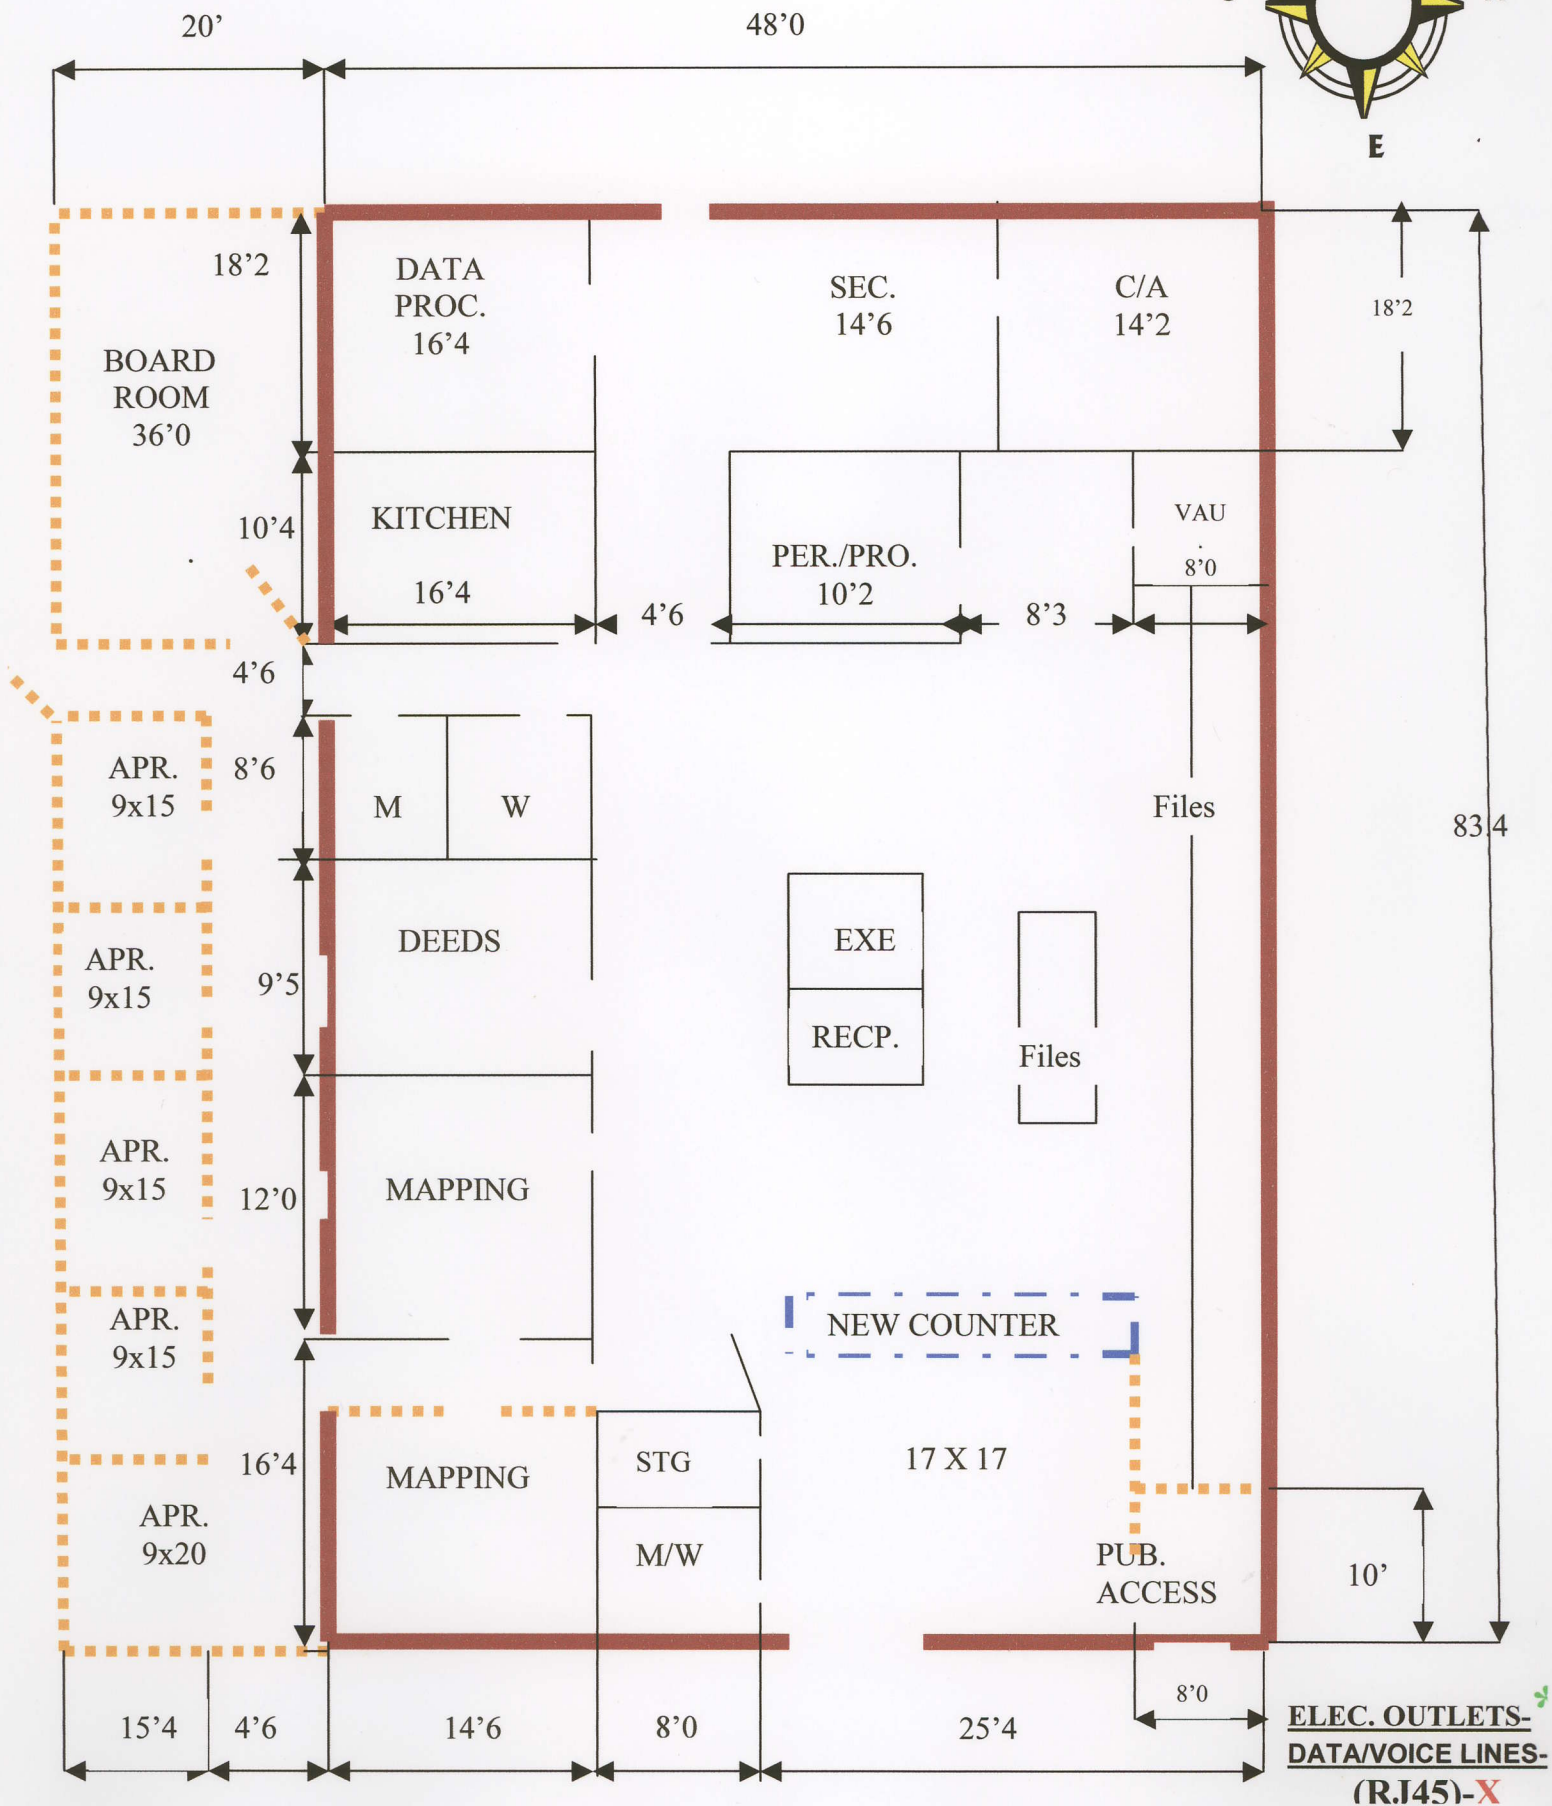 20’
48’0
E
18’2
DATA
PROC.
16’4
SEC.
14’6
C/A
14’2
18’2
BOARD
ROOM
36’0
10’4
KITCHEN
16’4
4’6
PER./PRO.
10’2
8’3
VAU
.
8’0
4’6
APR.
9x15
8’6
M
W
Files
83.4
APR.
9x15
9’5
DEEDS
EXE
RECP.
Files
APR.
9x15
12’0
MAPPING
APR.
9x15
NEW COUNTER
16’4
MAPPING
STG
17 X 17
APR.
9x20
M/W
PUB.
ACCESS
10’
15’4
4’6
14’6
8’0
25’4
8’0
ELEC. OUTLETS-
DATA/VOICE LINES-
(RJ45)-X